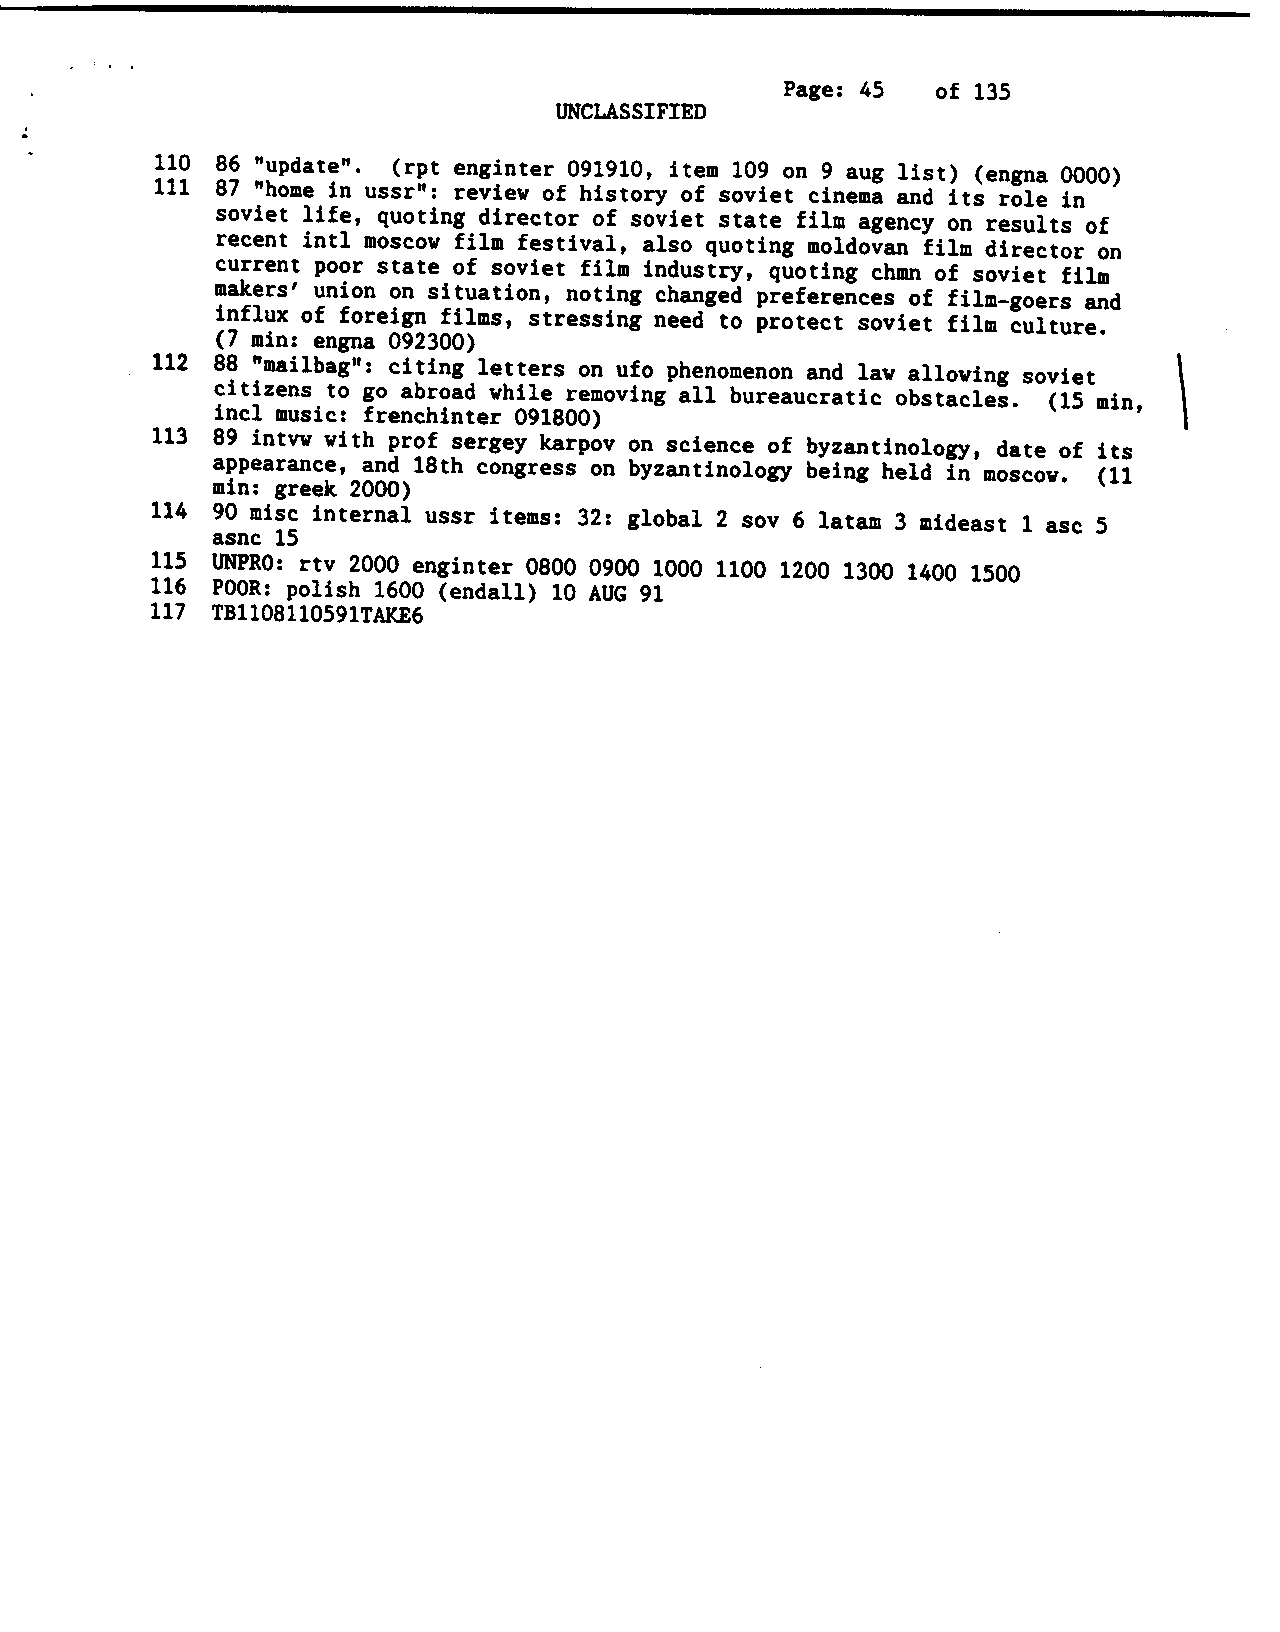 Page: 45 of 135
UNCLASSIFIED
110 86 "update". (rpt enginter 091910, item 109 on 9 aug list) (engna 0000)
111 87 "home in ussr": review of history of soviet cinema and its role in
soviet life, quoting director of soviet state film agency on results of
recent intl moscow film festival, also quoting moldovan film director on
current poor state of soviet film industry, quoting chmn of soviet film
makers' union on situation, noting changed preferences of film-goers and
influx of foreign films, stressing need to protect soviet film culture.
(7 min: engna 092300)
112 88 "mailbag": citing letters on ufo phenomenon and law allowing soviet
citizens to go abroad while removing all bureaucratic obstacles. (15 min,
incl music: frenchinter 091800)
113 89 intvw with prof sergey karpov on science of byzantinology, date of its
appearance, and 18th congress on byzantinology being held in moscow. (11
min: greek 2000)
114 90 misc internal ussr items: 32: global 2 sov 6 latam 3 mideast 1 asc 5
asnc 15
115 UNPRO: rtv 2000 enginter 0800 0900 1000 1100 1200 1300 1400 1500
116 POOR: polish 1600 (endall) 10 AUG 91
117 TB1108110591TAKE6